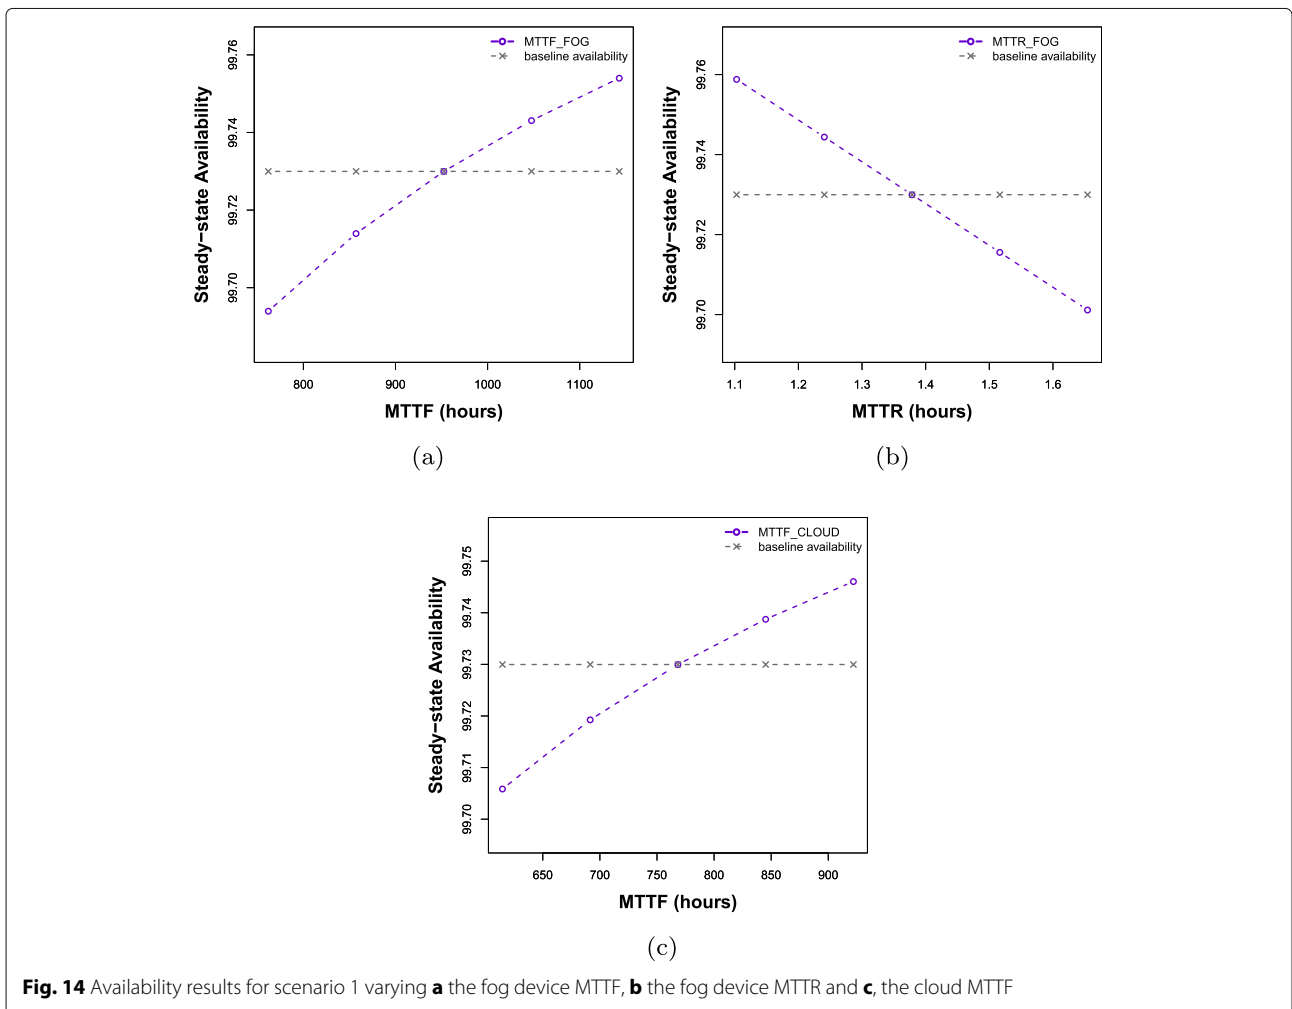 MTTF_FOG
baseline availability
Steady−state Availability
99.76
99.74
99.72
99.70
800 900 1000 1100
MTTF (hours)
(a)
MTTR_FOG
baseline availability
Steady−state Availability
99.76
99.74
99.72
99.70
1.1 1.2 1.3 1.4 1.5 1.6
MTTR (hours)
(b)
MTTF_CLOUD
baseline availability
Steady−state Availability
99.75
99.74
99.73
99.72
99.71
99.70
650 700 750 800 850 900
MTTF (hours)
(c)
Fig. 14 Availability results for scenario 1 varying a the fog device MTTF, b the fog device MTTR and c, the cloud MTTF